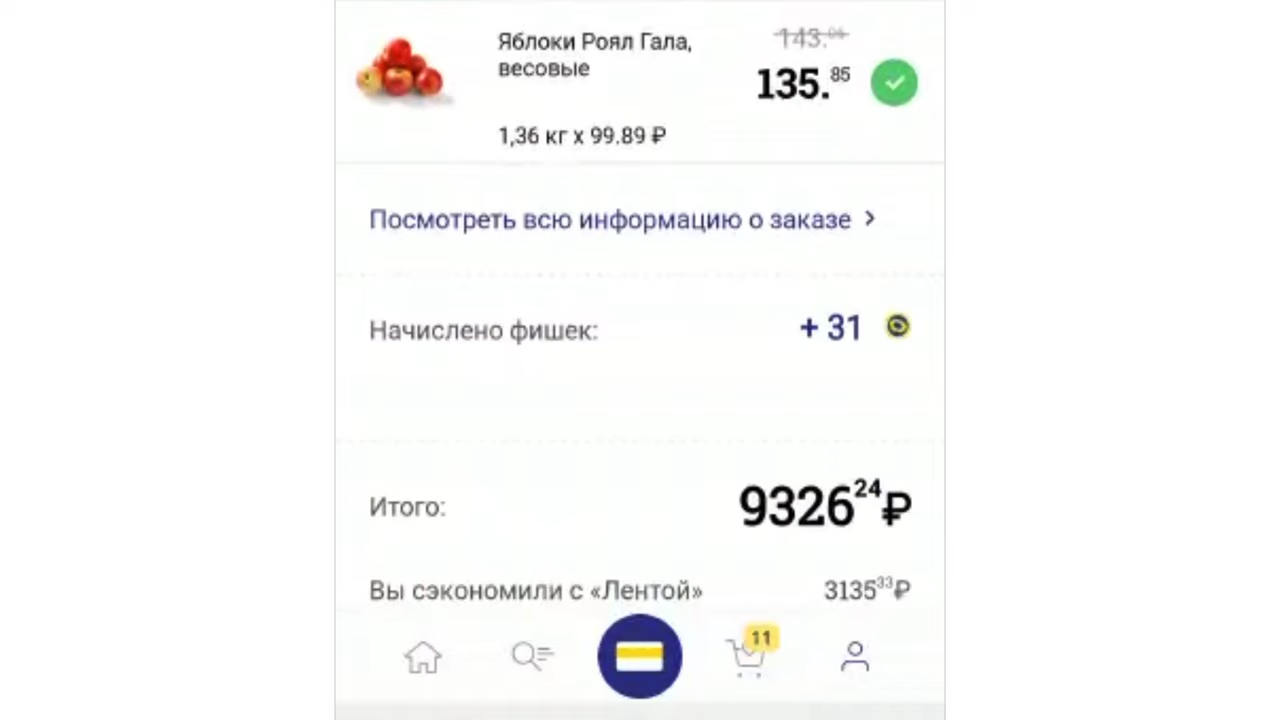 Яблоки Роял Гала,
весовые
143.06
135.85
1,36 кг x 99.89 ₽
Посмотреть всю информацию о заказе >
Начислено фишек:
+ 31
Итого:
9326 24 ₽
Вы сэкономили с «Лентой»
3135 33 ₽
11